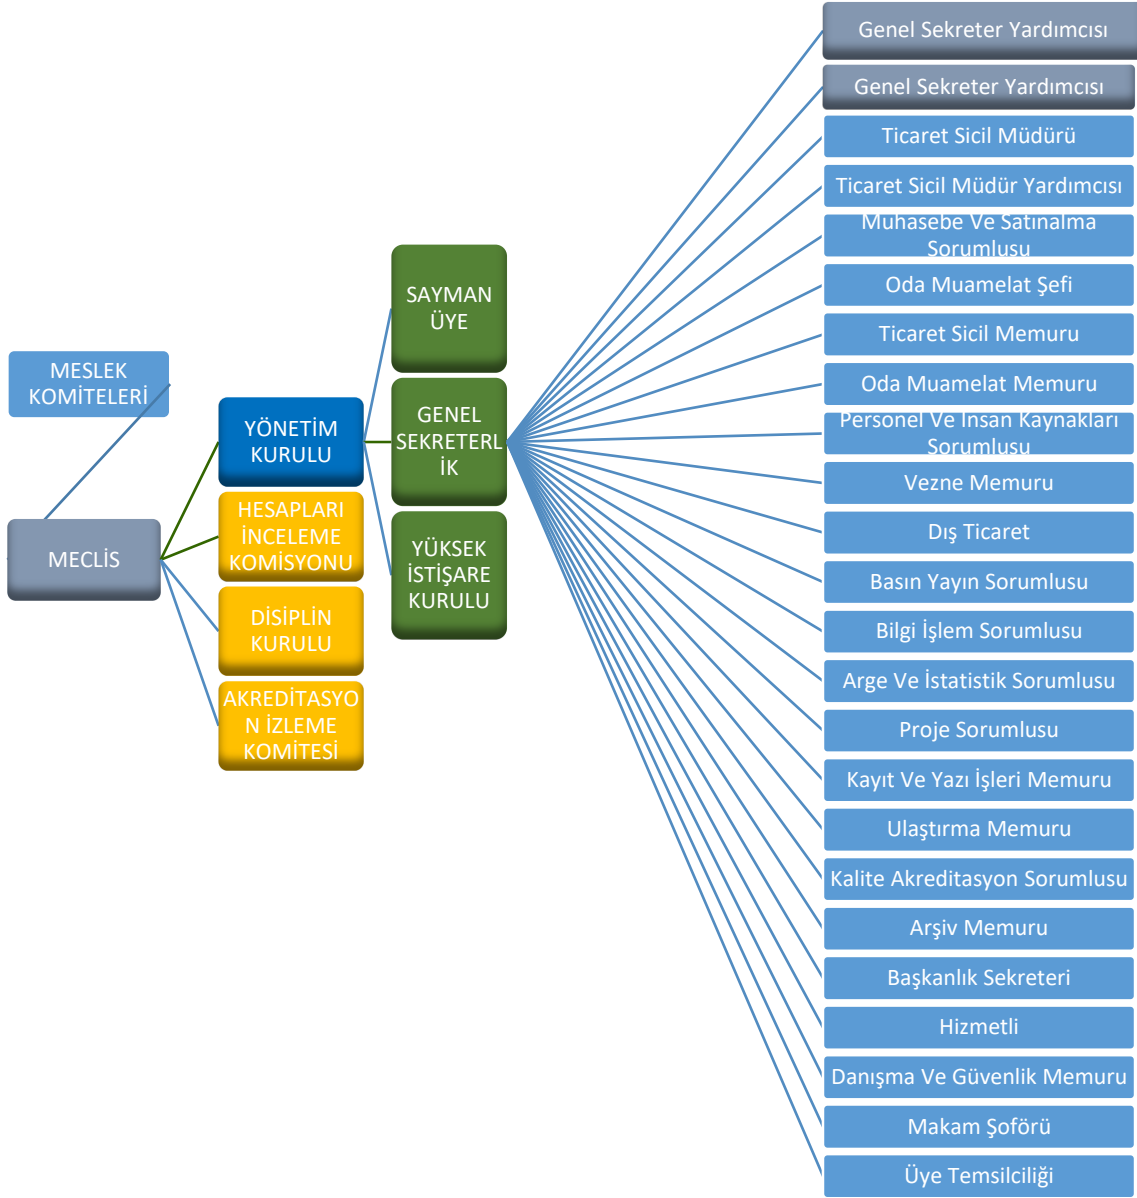 MESLEK
KOMİTELERİ
MECLİS
YÖNETİM
KURULU
HESAPLARI
İNCELEME
KOMİSYONU
DİSİPLİN
KURULU
AKREDİTASYO
N İZLEME
KOMİTESİ
SAYMAN
ÜYE
GENEL
SEKRETERL
İK
YÜKSEK
İSTİŞARE
KURULU
Genel Sekreter Yardımcısı
Genel Sekreter Yardımcısı
Ticaret Sicil Müdürü
Ticaret Sicil Müdür Yardımcısı
Muhasebe Ve Satınalma
Sorumlusu
Oda Muamelat Şefi
Ticaret Sicil Memuru
Oda Muamelat Memuru
Personel Ve İnsan Kaynakları
Sorumlusu
Vezne Memuru
Dış Ticaret
Basın Yayın Sorumlusu
Bilgi İşlem Sorumlusu
Arge Ve İstatistik Sorumlusu
Proje Sorumlusu
Kayıt Ve Yazı İşleri Memuru
Ulaştırma Memuru
Kalite Akreditasyon Sorumlusu
Arşiv Memuru
Başkanlık Sekreteri
Hizmetli
Danışma Ve Güvenlik Memuru
Makam Şoförü
Üye Temsilciliği